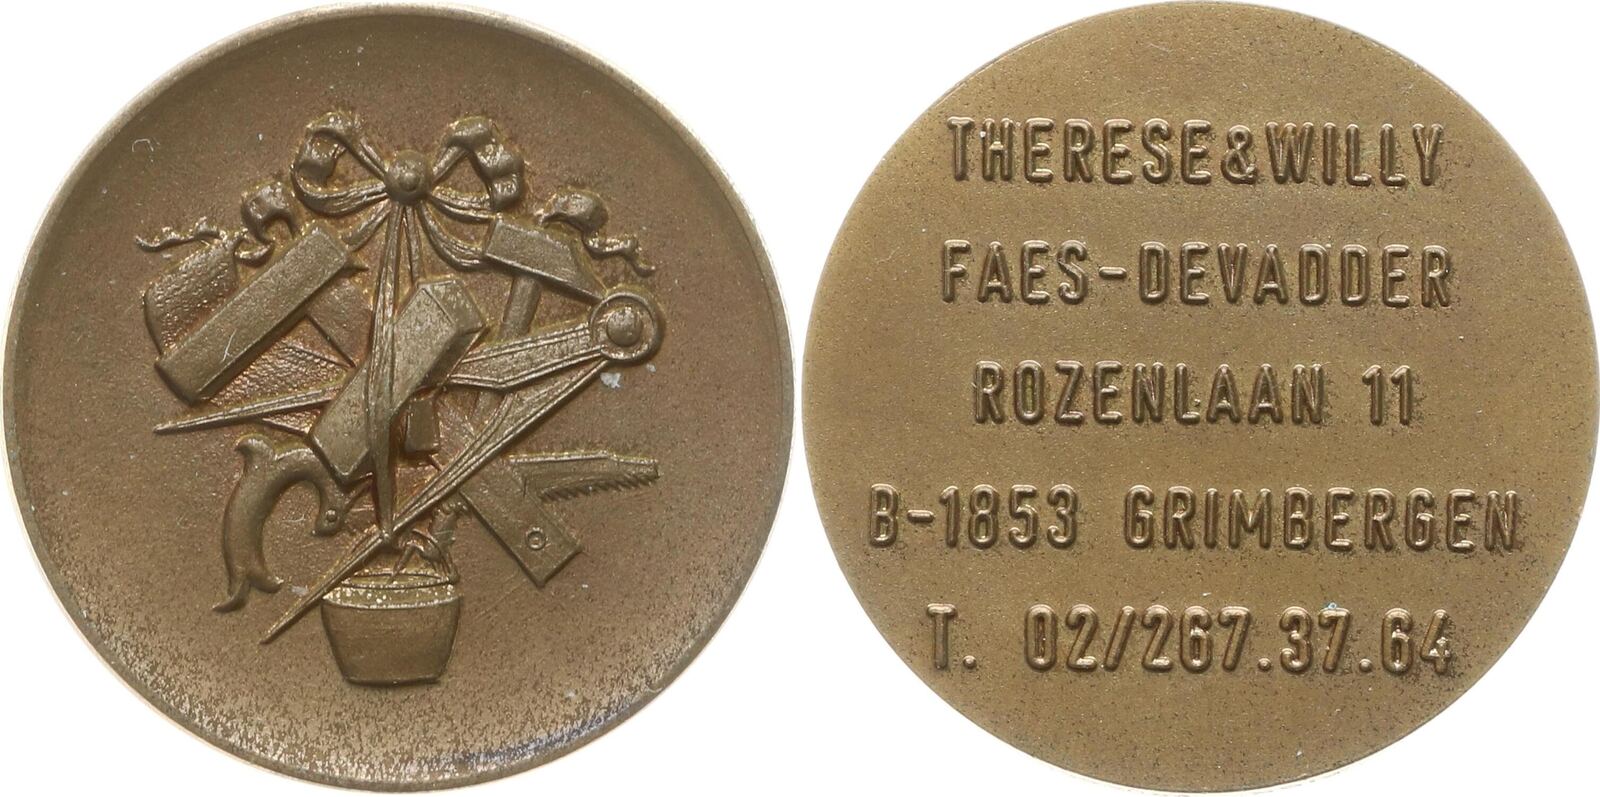 THERESE&WILLY
FAES-DEVADDER
ROZENLAAN 11
B-1853 GRIMBERGEN
T. 02/267.37.64